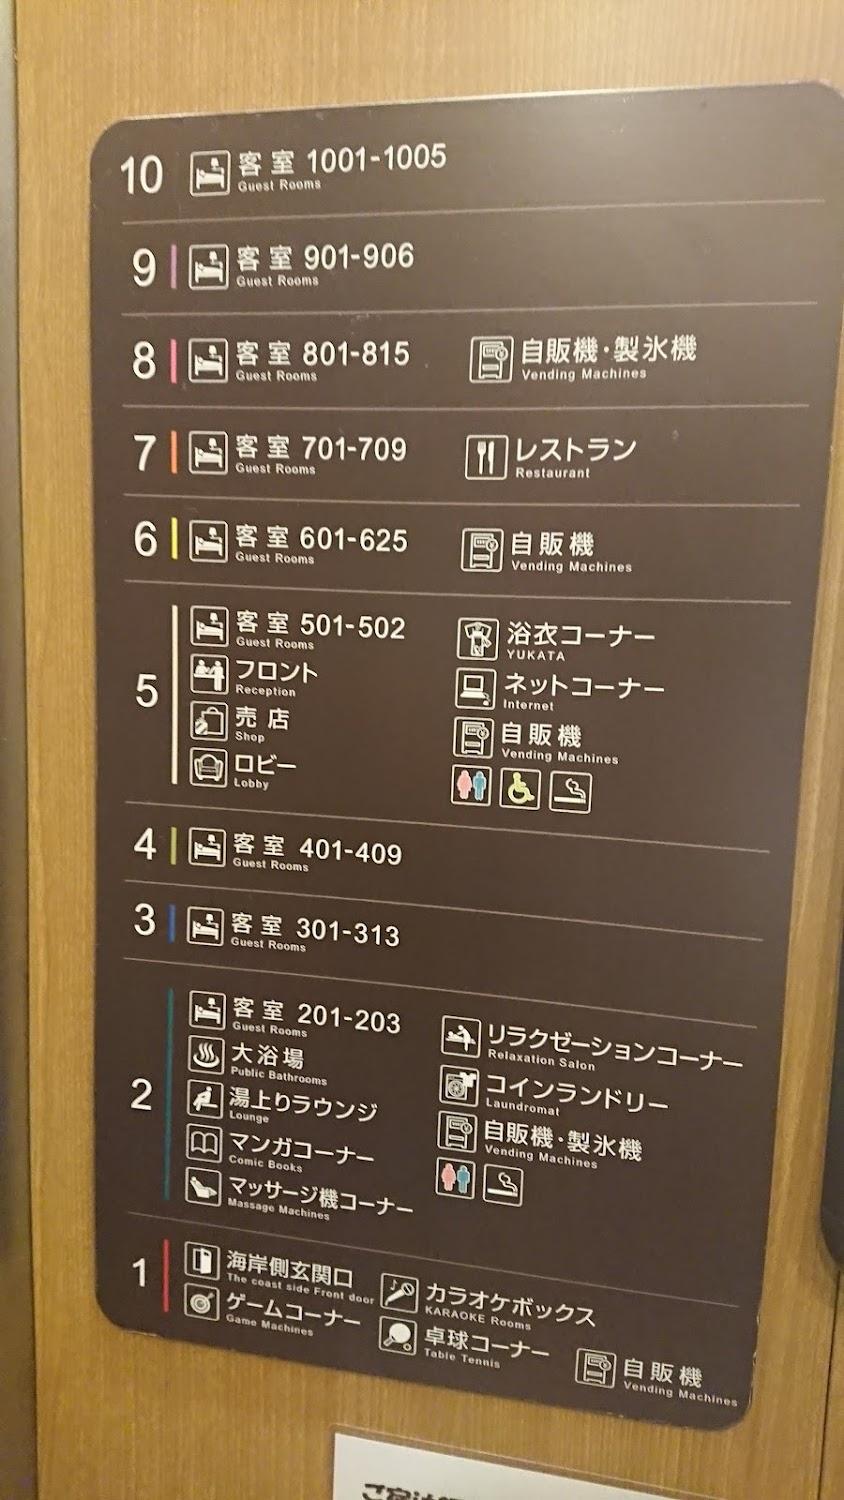 10 客室 1001-1005
Guest Rooms
9 客室 901-906
Guest Rooms
8 客室 801-815
Guest Rooms
自販機・製氷機
Vending Machines
7 客室 701-709
Guest Rooms
レストラン
Restaurant
6 客室 601-625
Guest Rooms
自販機
Vending Machines
5 客室 501-502
Guest Rooms
フロント
Reception
売店
Shop
ロビー
Lobby
浴衣コーナー
YUKATA
ネットコーナー
Internet
自販機
Vending Machines
4 客室 401-409
Guest Rooms
3 客室 301-313
Guest Rooms
2 客室 201-203
Guest Rooms
大浴場
Public Bathrooms
湯上りラウンジ
Lounge
マンガコーナー
Comic Books
マッサージ機コーナー
Massage Machines
リラクゼーションコーナー
Relaxation Salon
コインランドリー
Laundromat
自販機・製氷機
Vending Machines
1 海岸側玄関口
The coast side Front door
ゲームコーナー
Game Machines
カラオケボックス
KARAOKE Rooms
卓球コーナー
Table Tennis
自販機
Vending Machines